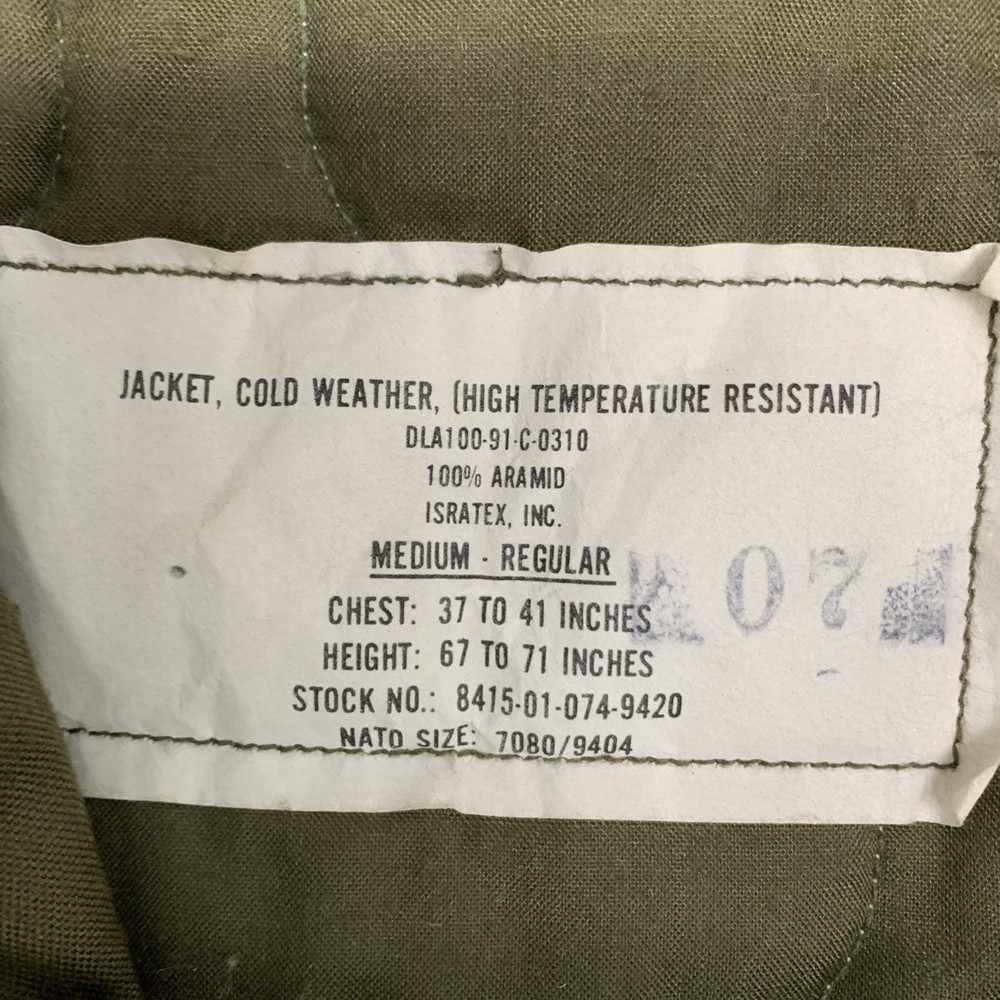 JACKET, COLD WEATHER, (HIGH TEMPERATURE RESISTANT)
DLA100-91-C-0310
100% ARAMID
ISRATEX, INC.
MEDIUM - REGULAR
CHEST: 37 TO 41 INCHES
HEIGHT: 67 TO 71 INCHES
STOCK NO.: 8415-01-074-9420
NATO SIZE: 7080/9404